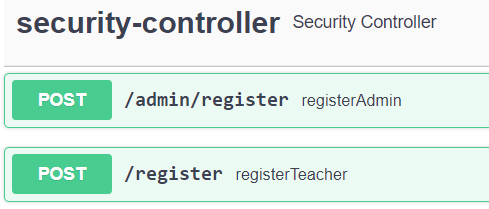 security-controller Security Controller
POST /admin/register registerAdmin
POST /register registerTeacher